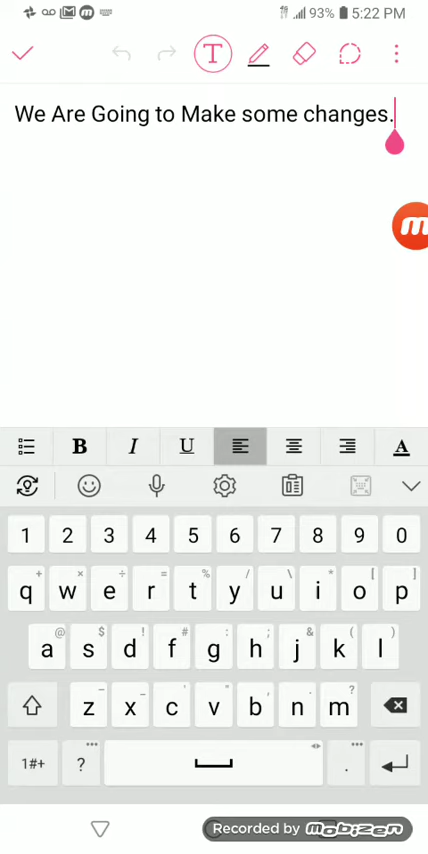 93% 5:22 PM
T
We Are Going to Make some changes.
B I U A
1 2 3 4 5 6 7 8 9 0
+ × ÷ = % / \ * [ ]
q w e r t y u i o p
@ $ ! # : ; & ( )
a s d f g h j k l
- _ ' " , . ?
z x c v b n m
1#+ ? .
Recorded by mobizen